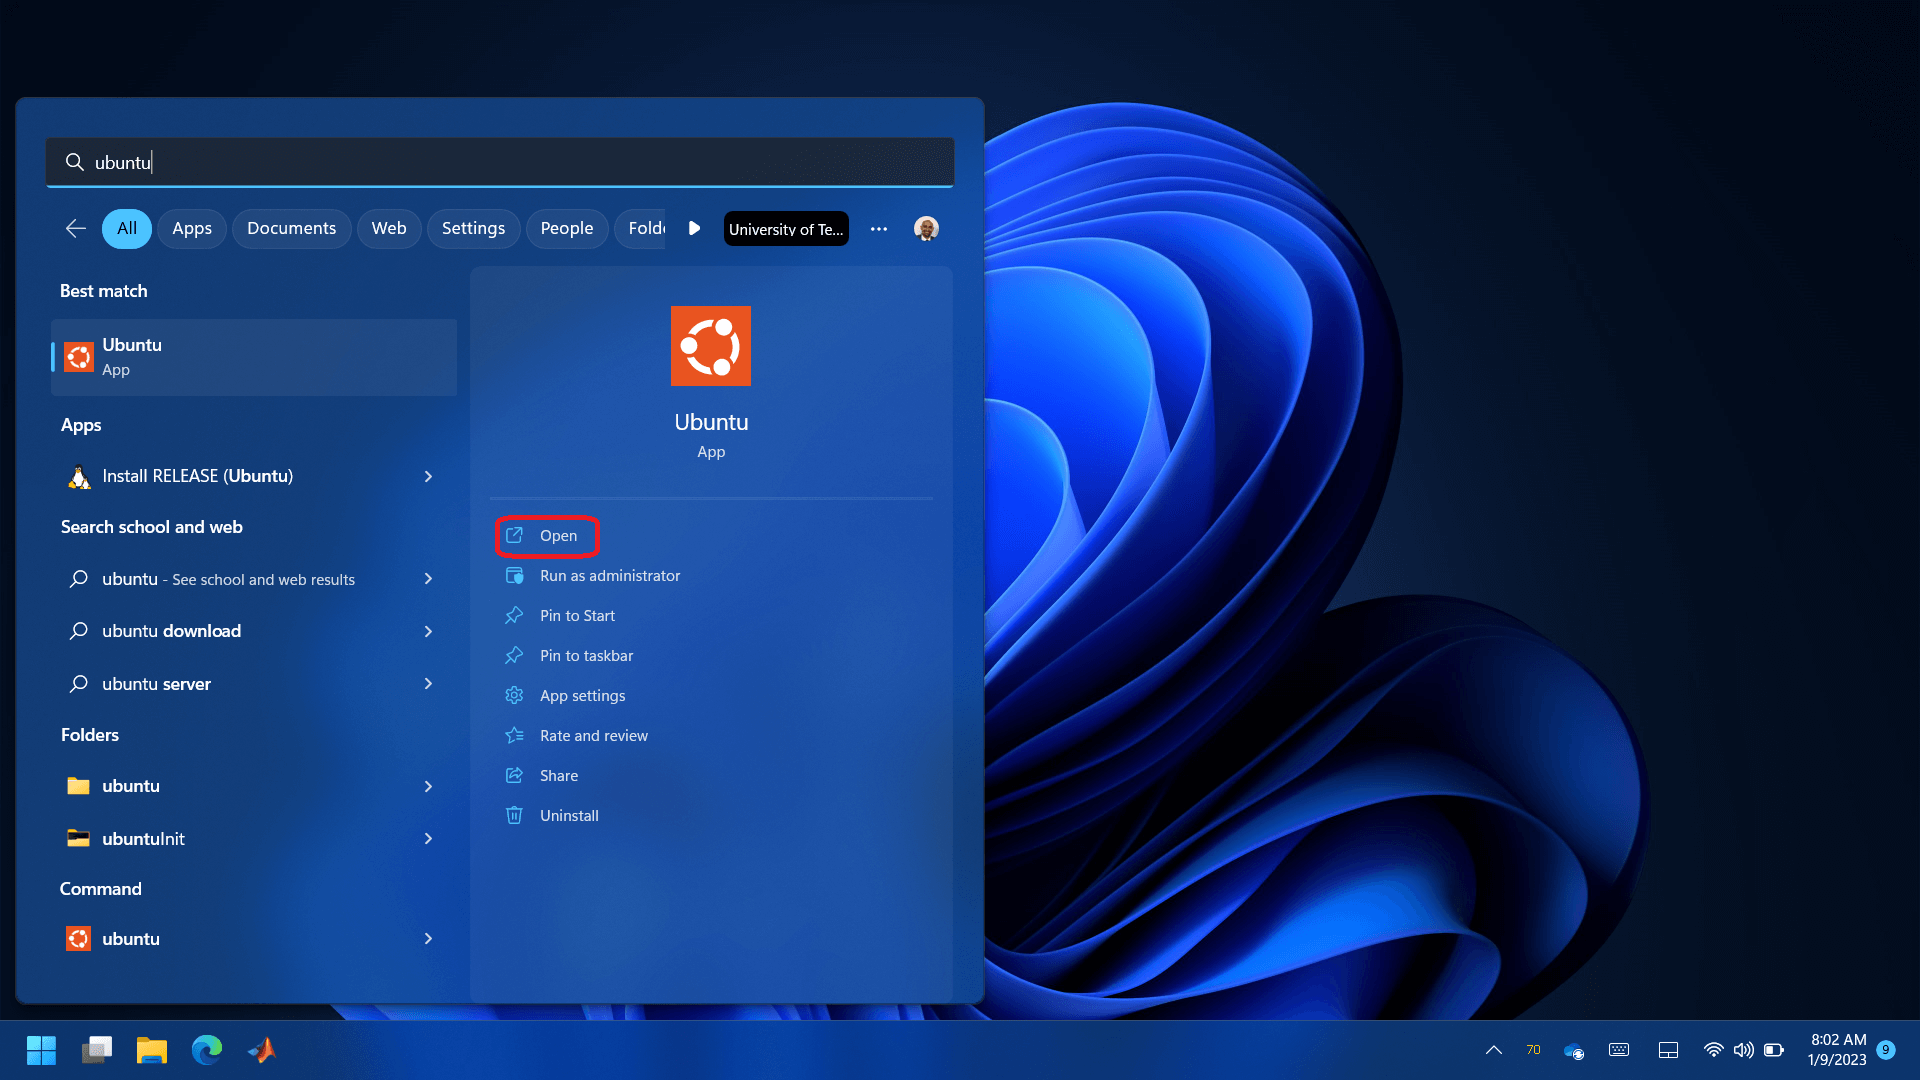 ubuntu
All Apps Documents Web Settings People Folde University of Te...
Best match
Ubuntu
App
Apps
Install RELEASE (Ubuntu)
Search school and web
ubuntu - See school and web results
ubuntu download
ubuntu server
Folders
ubuntu
ubuntuInit
Command
ubuntu
Ubuntu
App
Open
Run as administrator
Pin to Start
Pin to taskbar
App settings
Rate and review
Share
Uninstall
70
8:02 AM
1/9/2023
9